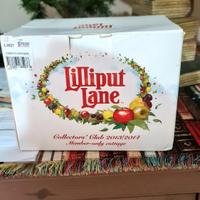 Lilliput
Lane
Collectors' Club 2013/2014
Member-only cottage